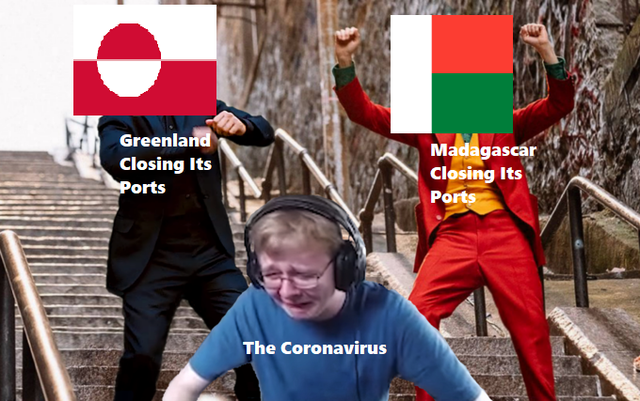 Greenland
Closing Its
Ports
Madagascar
Closing Its
Ports
The Coronavirus